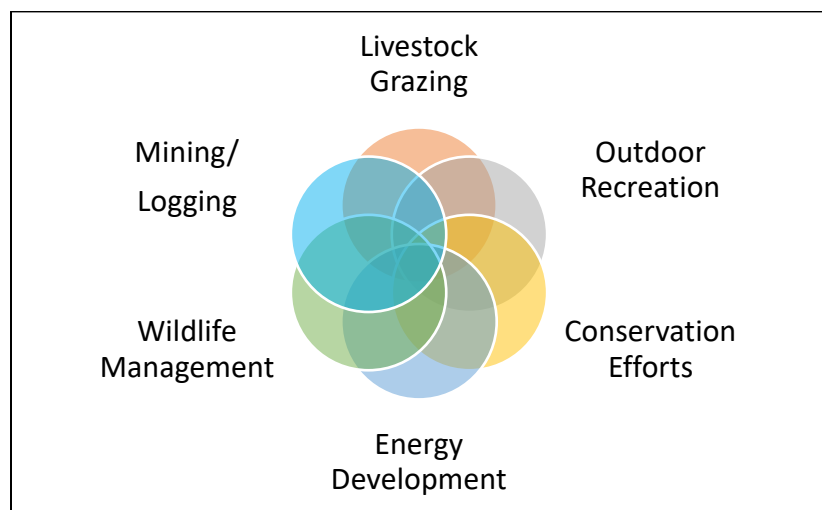 Livestock
Grazing
Mining/
Logging
Outdoor
Recreation
Wildlife
Management
Conservation
Efforts
Energy
Development